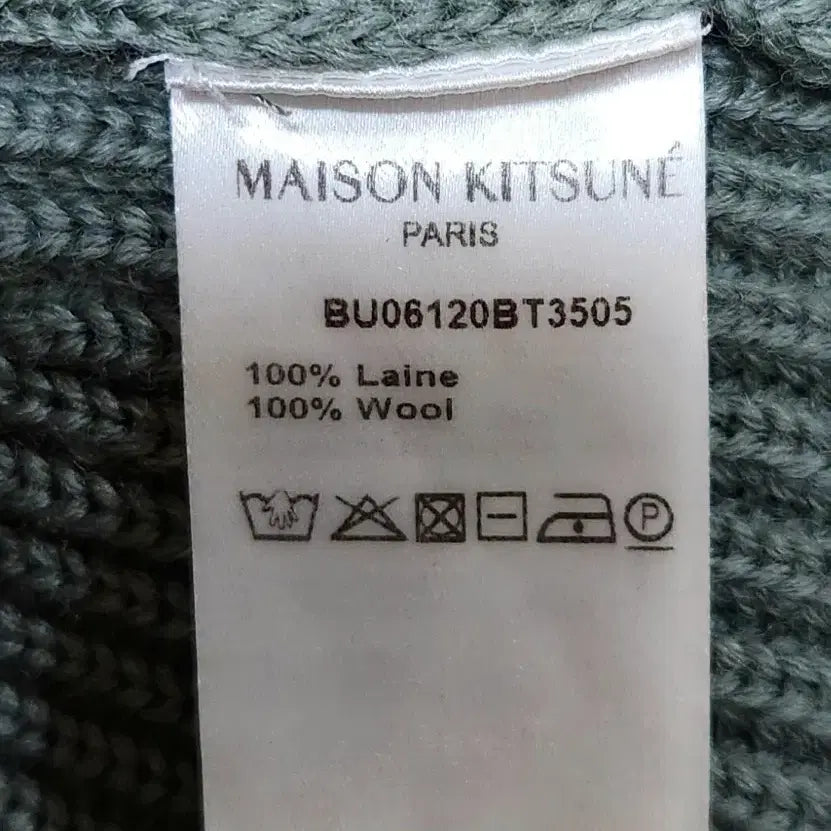 MAISON KITSUNÉ
PARIS
BU06120BT3505
100% Laine
100% Wool
P